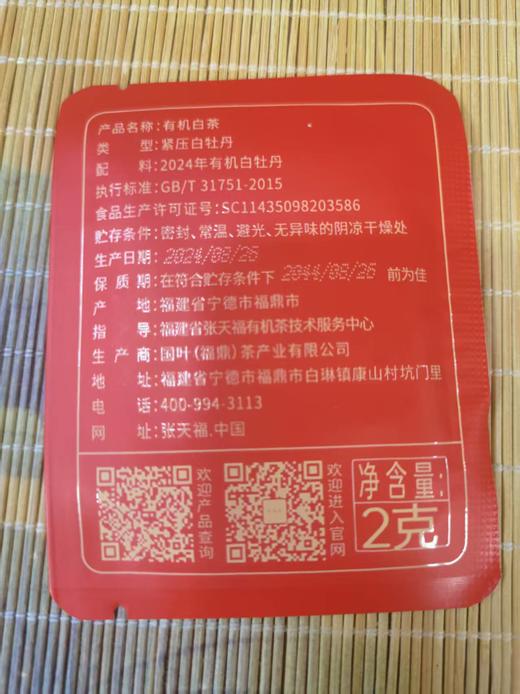 产品名称:有机白茶
类 型:紧压白牡丹
配 料:2024年有机白牡丹
执行标准:GB/T 31751-2015
食品生产许可证号:SC11435098203586
贮存条件:密封、常温、避光、无异味的阴凉干燥处
生产日期:2024/08/26
保 质 期:在符合贮存条件下 2044/08/26 前为佳
产 地:福建省宁德市福鼎市
指 导:福建省张天福有机茶技术服务中心
生 产 商:国叶(福鼎)茶产业有限公司
地 址:福建省宁德市福鼎市白琳镇康山村坑门里
电 话:400-994-3113
网 址:张天福.中国
欢迎产品查询
欢迎进入官网
净含量:
2克